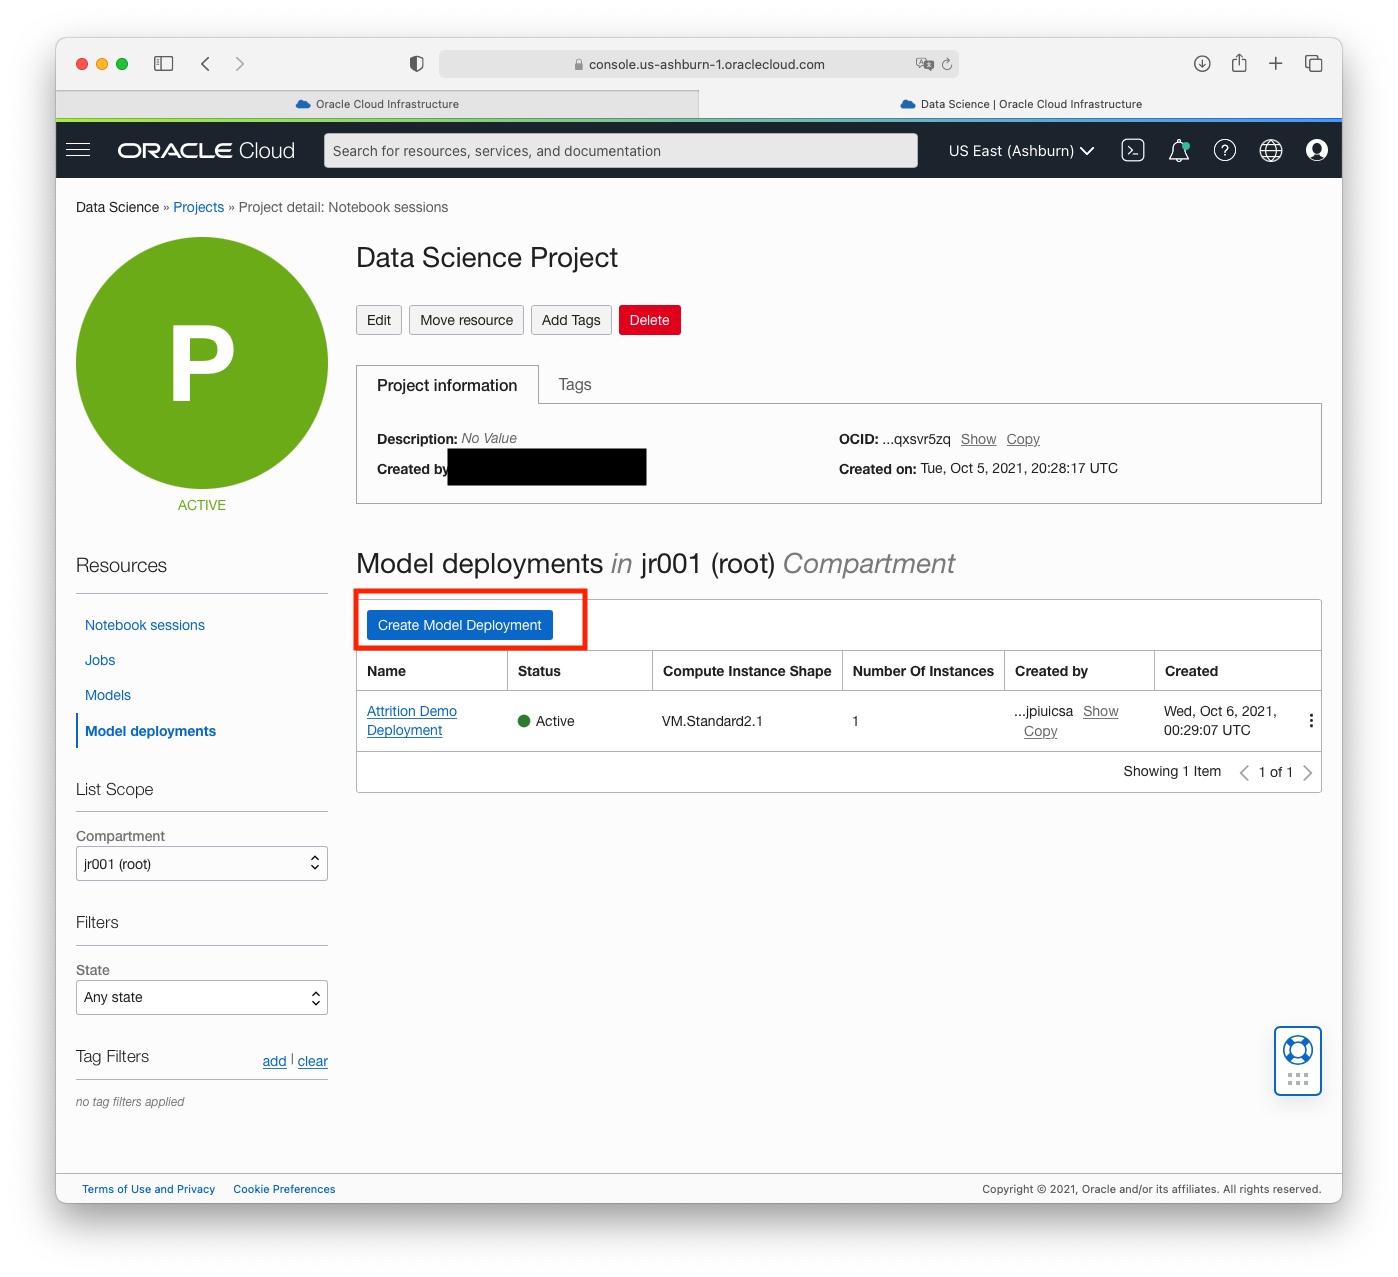 console.us-ashburn-1.oraclecloud.com
Oracle Cloud Infrastructure
Data Science | Oracle Cloud Infrastructure
ORACLE Cloud
Search for resources, services, and documentation
US East (Ashburn)
Data Science » Projects » Project detail: Notebook sessions
P
ACTIVE
Data Science Project
Edit
Move resource
Add Tags
Delete
Project information
Tags
Description: No Value
OCID: ...qxsvr5zq Show Copy
Created by
Created on: Tue, Oct 5, 2021, 20:28:17 UTC
Resources
Notebook sessions
Jobs
Models
Model deployments
List Scope
Compartment
jr001 (root)
Filters
State
Any state
Tag Filters
add | clear
no tag filters applied
Model deployments in jr001 (root) Compartment
Create Model Deployment
Name
Status
Compute Instance Shape
Number Of Instances
Created by
Created
Attrition Demo
Deployment
Active
VM.Standard2.1
1
...jpiuicsa Show
Copy
Wed, Oct 6, 2021,
00:29:07 UTC
Showing 1 Item
1 of 1
Terms of Use and Privacy
Cookie Preferences
Copyright © 2021, Oracle and/or its affiliates. All rights reserved.